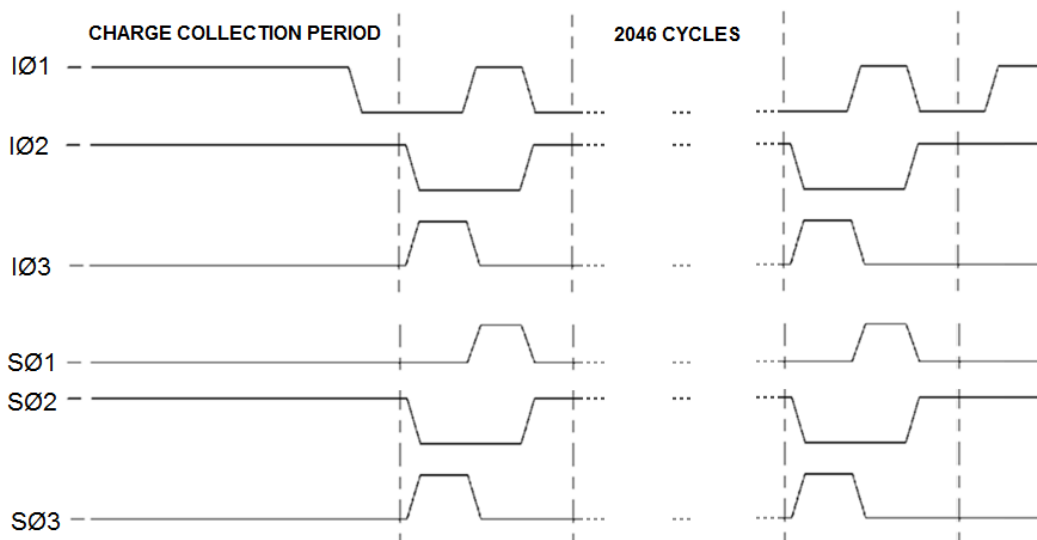 CHARGE COLLECTION PERIOD
2046 CYCLES
IØ1
IØ2
IØ3
SØ1
SØ2
SØ3